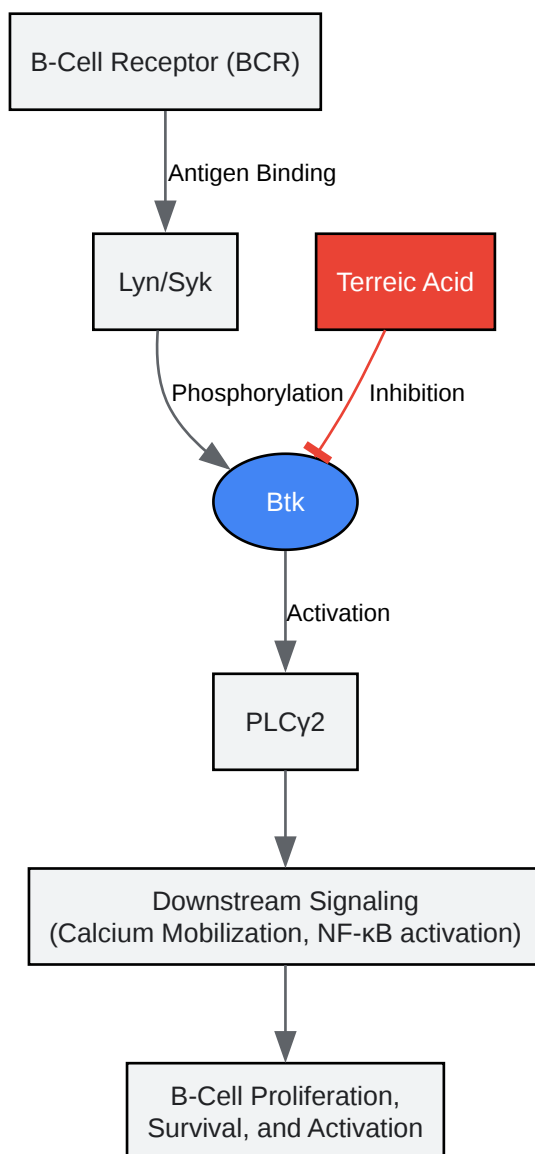 B-Cell Receptor (BCR)
Antigen Binding
Lyn/Syk
Terreic Acid
Phosphorylation
Inhibition
Btk
Activation
PLCγ2
Downstream Signaling
(Calcium Mobilization, NF-κB activation)
B-Cell Proliferation,
Survival, and Activation